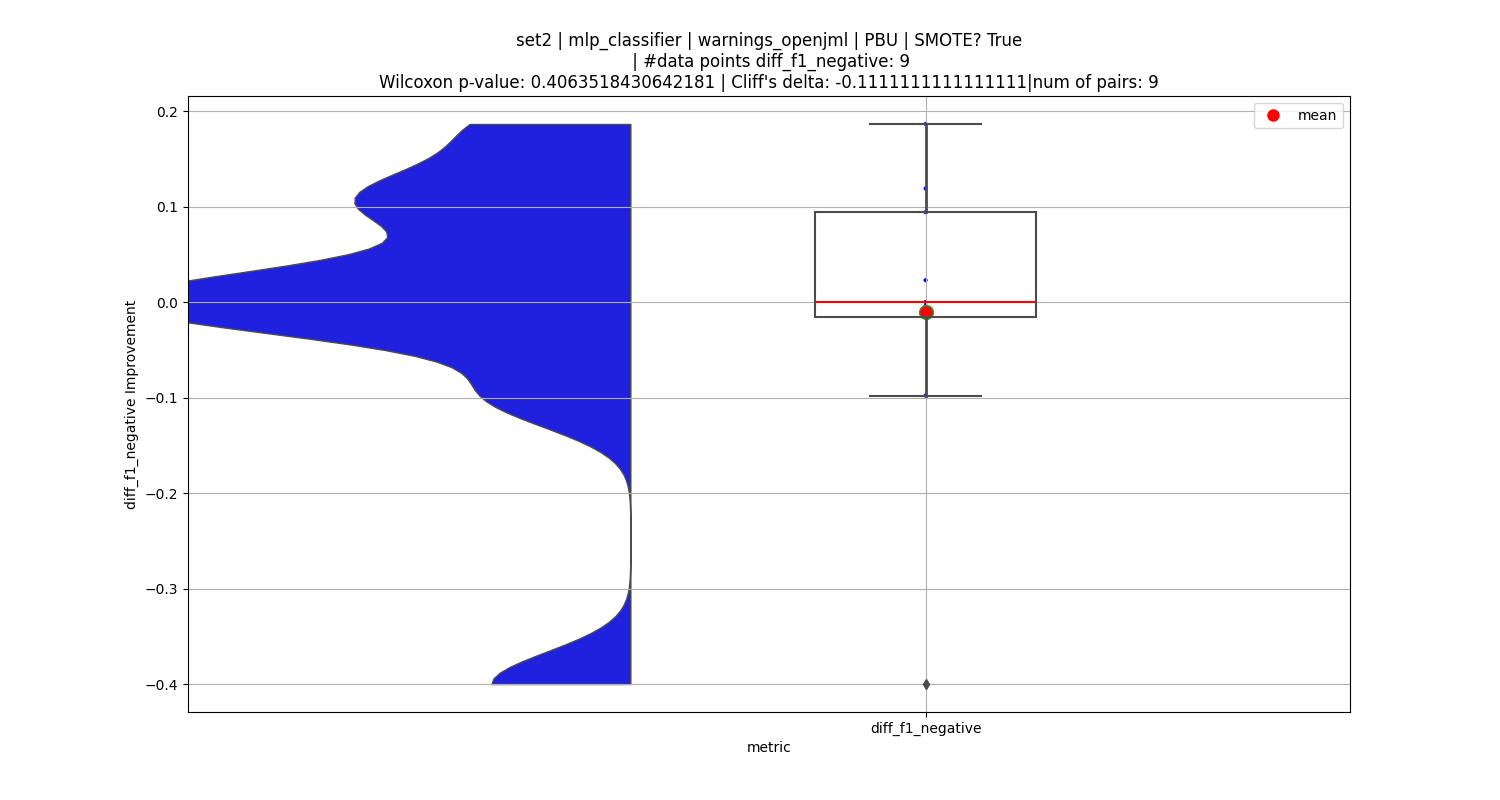 set2 | mlp_classifier | warnings_openjml | PBU | SMOTE? True
| #data points diff_f1_negative: 9
Wilcoxon p-value: 0.4063518430642181 | Cliff's delta: -0.1111111111111111|num of pairs: 9
mean
0.2
0.1
0.0
−0.1
−0.2
−0.3
−0.4
diff_f1_negative Improvement
diff_f1_negative
metric